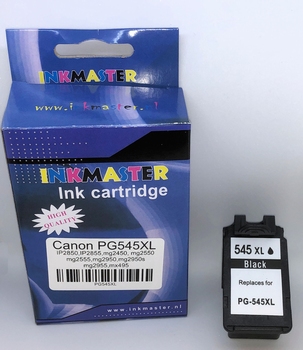 INKMASTER
www.inkmaster.nl
INKMASTER
Ink cartridge
HIGH
QUALITY
Canon PG545XL
IP2850,IP2855,mg2450, mg2550
mg2555,mg2950,mg2950s
mg2955,mx495
PG545XL
www.inkmaster.nl
545 XL
Black
Replaces for
PG-545XL